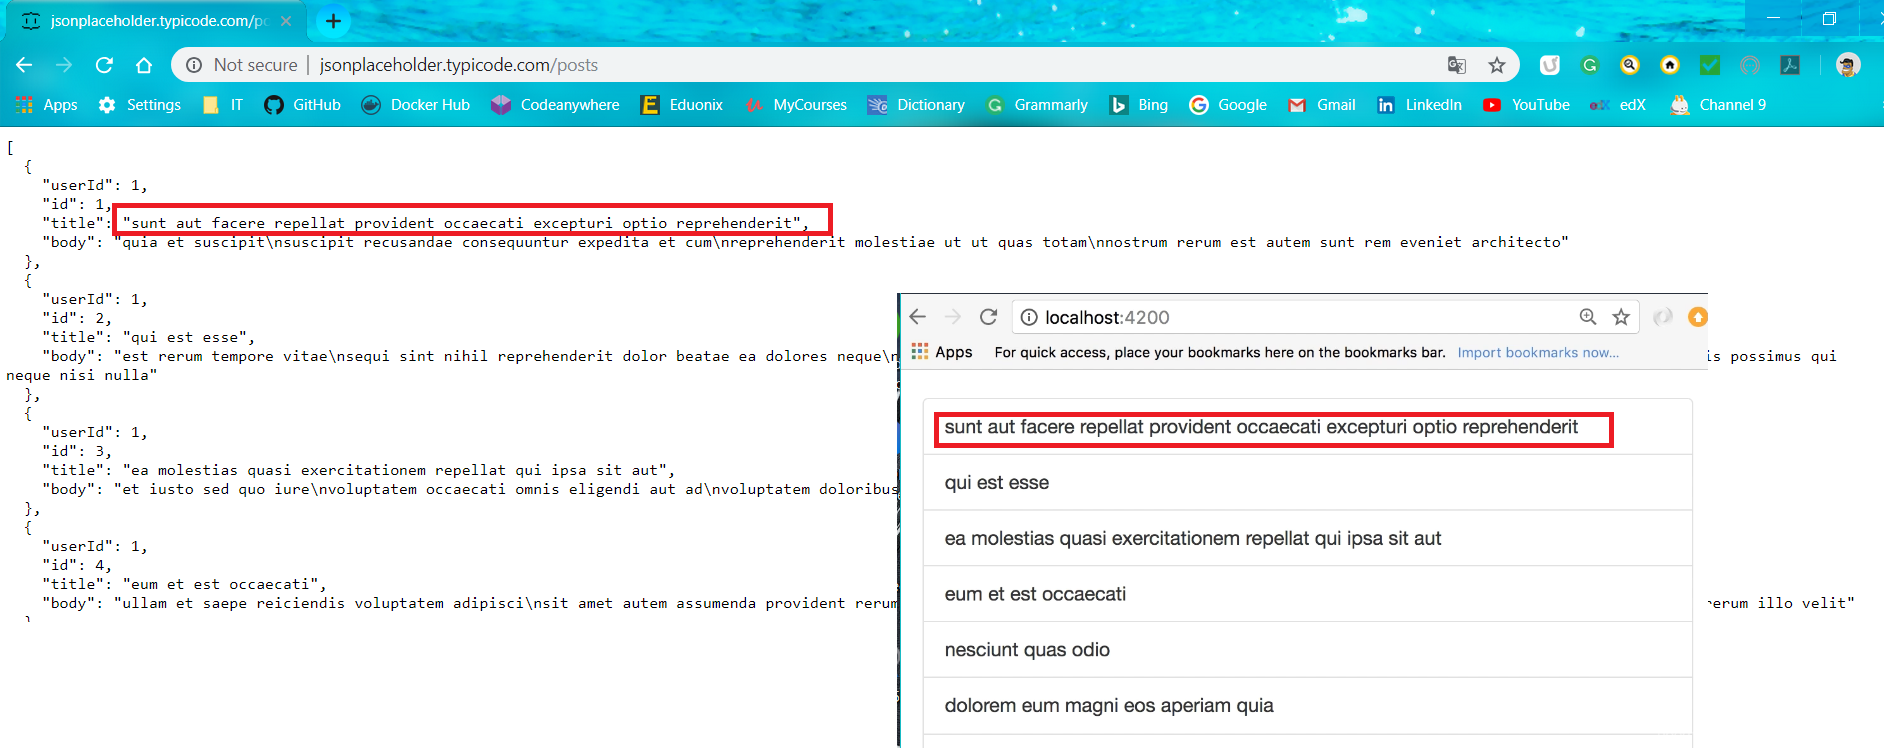 jsonplaceholder.typicode.com/po
Not secure | jsonplaceholder.typicode.com/posts
Apps Settings IT GitHub Docker Hub Codeanywhere Eduonix MyCourses Dictionary Grammarly Bing Google Gmail LinkedIn YouTube edX Channel 9
[
{
"userId": 1,
"id": 1,
"title": "sunt aut facere repellat provident occaecati excepturi optio reprehenderit",
"body": "quia et suscipit\nsuscipit recusandae consequuntur expedita et cum\nreprehenderit molestiae ut ut quas totam\nnostrum rerum est autem sunt rem eveniet architecto"
},
{
"userId": 1,
"id": 2,
"title": "qui est esse",
"body": "est rerum tempore vitae\nsequi sint nihil reprehenderit dolor beatae ea dolores neque\n is possimus qui
neque nisi nulla"
},
{
"userId": 1,
"id": 3,
"title": "ea molestias quasi exercitationem repellat qui ipsa sit aut",
"body": "et iusto sed quo iure\nvoluptatem occaecati omnis eligendi aut ad\nvoluptatem doloribus
},
{
"userId": 1,
"id": 4,
"title": "eum et est occaecati",
"body": "ullam et saepe reiciendis voluptatem adipisci\nsit amet autem assumenda provident rerum rerum illo velit"
localhost:4200
Apps For quick access, place your bookmarks here on the bookmarks bar. Import bookmarks now...
sunt aut facere repellat provident occaecati excepturi optio reprehenderit
qui est esse
ea molestias quasi exercitationem repellat qui ipsa sit aut
eum et est occaecati
nesciunt quas odio
dolorem eum magni eos aperiam quia